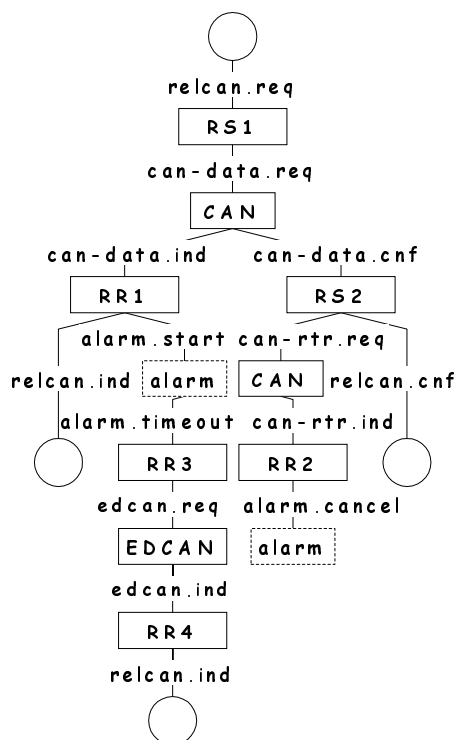 relcan.req
RS1
can-data.req
CAN
can-data.ind can-data.cnf
RR1 RS2
alarm.start can-rtr.req
relcan.ind alarm CAN relcan.cnf
alarm.timeout can-rtr.ind
RR3 RR2
edcan.req alarm.cancel
EDCAN alarm
edcan.ind
RR4
relcan.ind